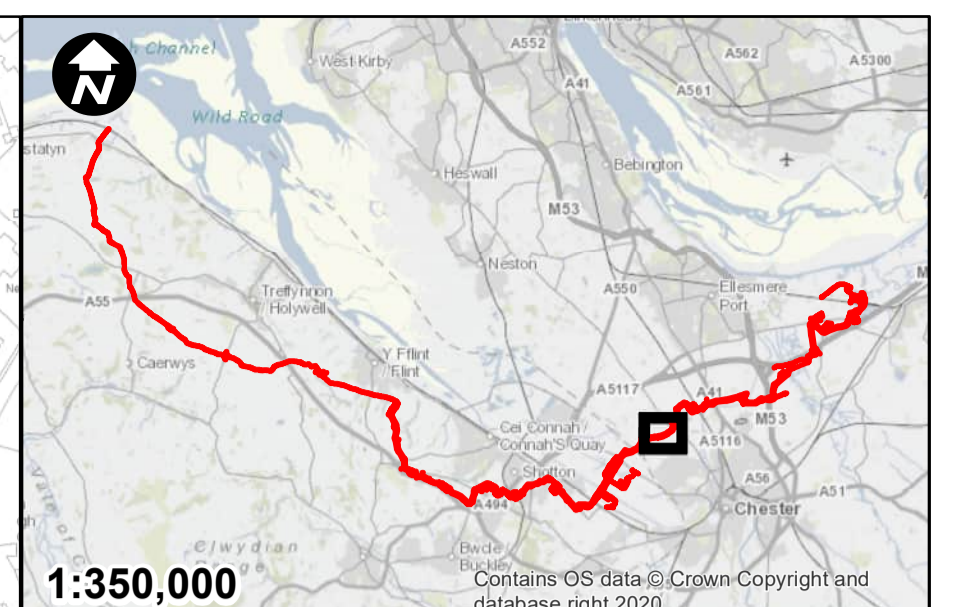 N
h Channel
A552
A562
West Kirby
A5300
A41
A561
Wild Road
statyn
Bebington
Heswall
M53
Neston
A550
Ellesmere
Port
M
Treffynnon
/ Holywell
A55
Caerwys
Y Fflint
/ Flint
A5117
A41
M53
Cei Connah /
Connah'S Quay
A5116
Shotton
A56
A51
A494
Chester
Clwydian
Bwcle
Buckley
1:350,000
Contains OS data © Crown Copyright and
database right 2020